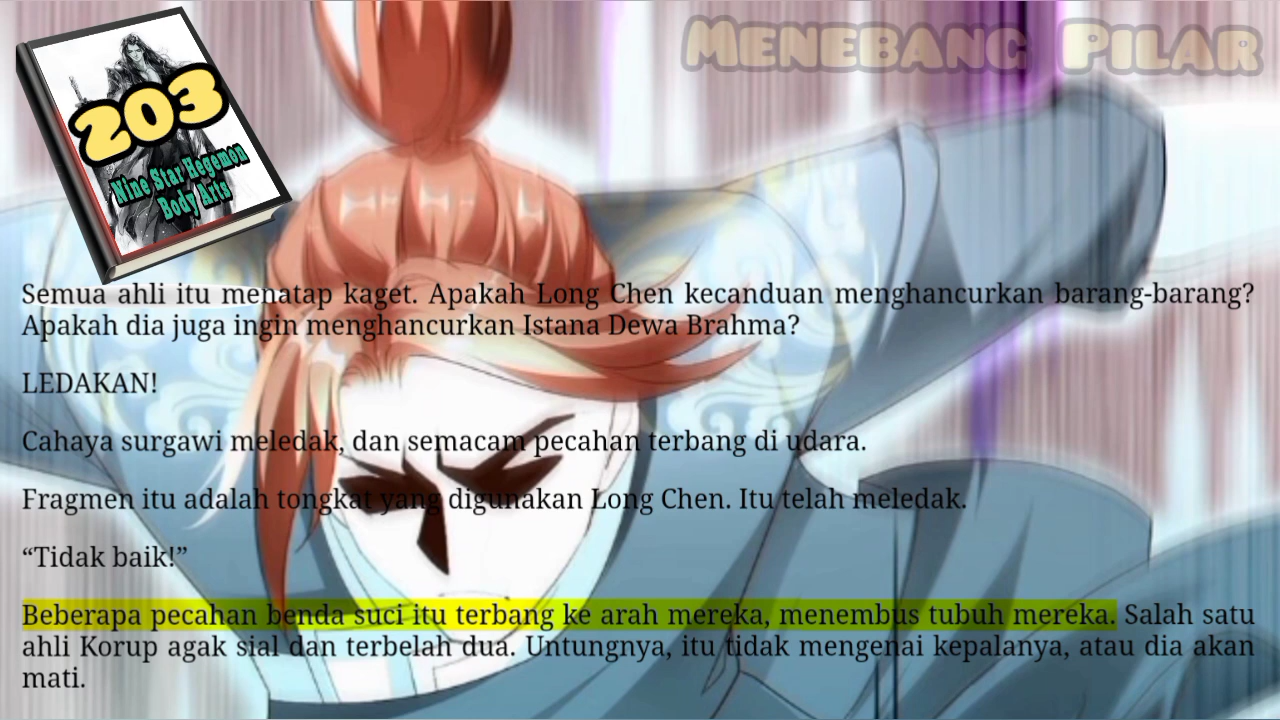 Menebang Pilar
203
Nine Star Hegemon
Body Arts
Semua ahli itu menatap kaget. Apakah Long Chen kecanduan menghancurkan barang-barang?
Apakah dia juga ingin menghancurkan Istana Dewa Brahma?
LEDAKAN!
Cahaya surgawi meledak, dan semacam pecahan terbang di udara.
Fragmen itu adalah tongkat yang digunakan Long Chen. Itu telah meledak.
“Tidak baik!”
Beberapa pecahan benda suci itu terbang ke arah mereka, menembus tubuh mereka. Salah satu
ahli Korup agak sial dan terbelah dua. Untungnya, itu tidak mengenai kepalanya, atau dia akan
mati.